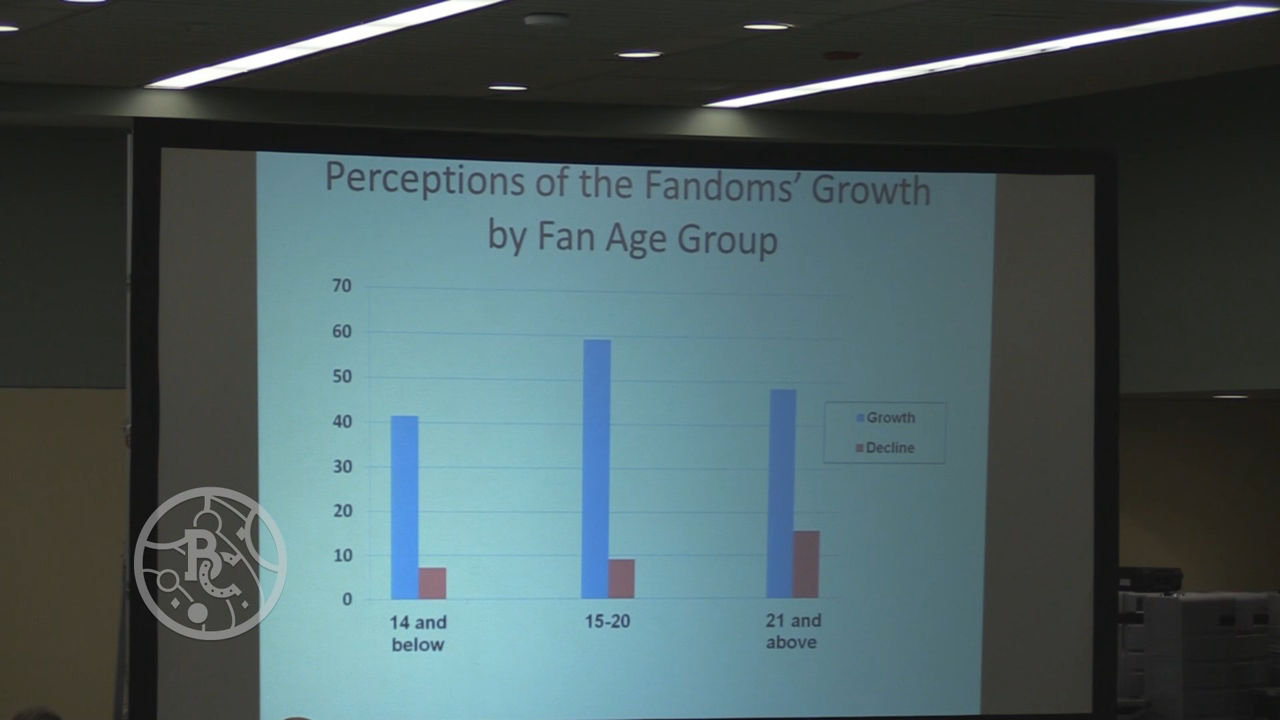 Perceptions of the Fandoms' Growth
by Fan Age Group
70
60
50
40
30
20
10
0
14 and
below
15-20
21 and
above
Growth
Decline
BC